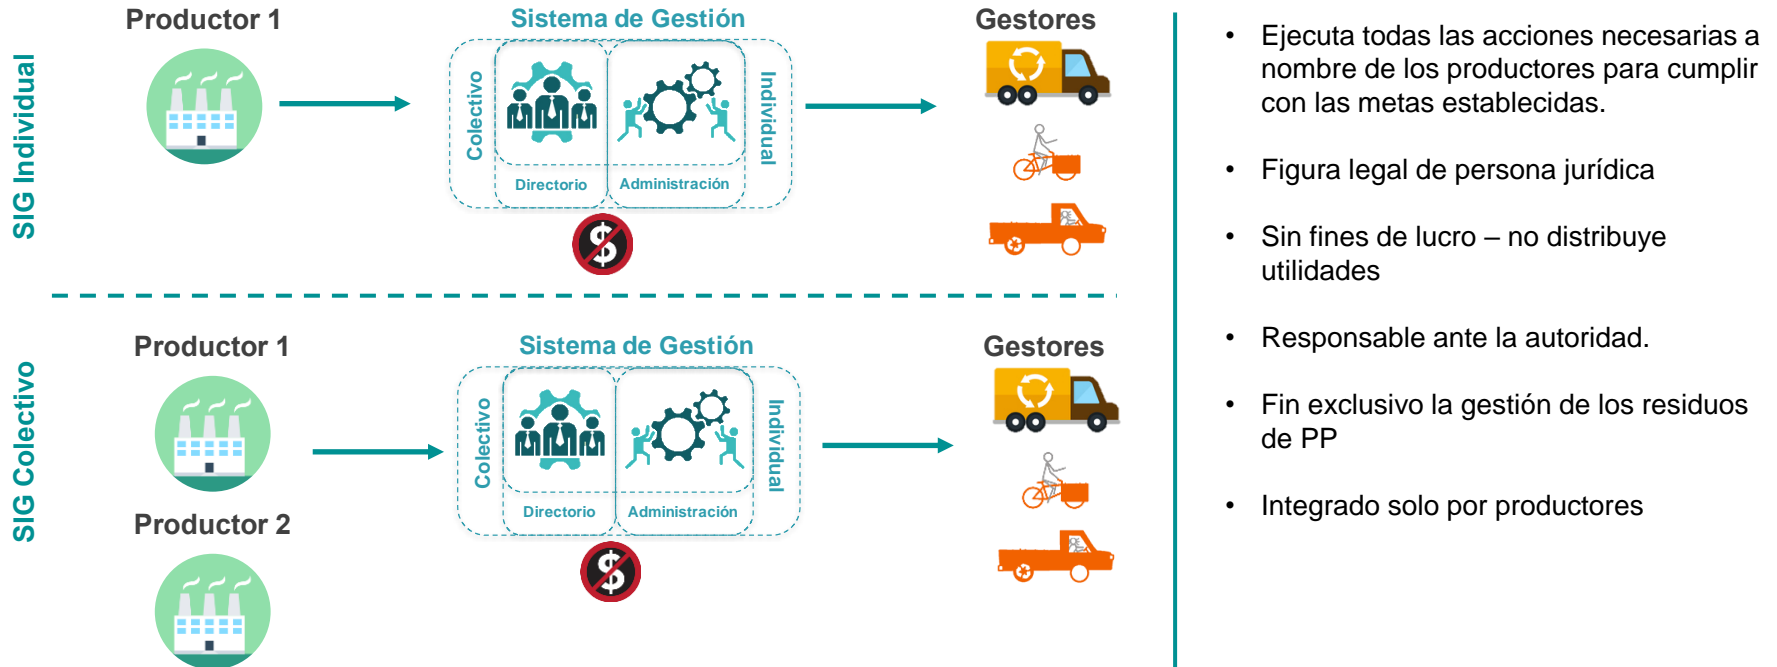 SIG Individual
Productor 1
Sistema de Gestión
Colectivo
Directorio
Administración
Individual
$
Gestores
SIG Colectivo
Productor 1
Productor 2
Sistema de Gestión
Colectivo
Directorio
Administración
Individual
$
Gestores
• Ejecuta todas las acciones necesarias a
nombre de los productores para cumplir
con las metas establecidas.
• Figura legal de persona jurídica
• Sin fines de lucro – no distribuye
utilidades
• Responsable ante la autoridad.
• Fin exclusivo la gestión de los residuos
de PP
• Integrado solo por productores